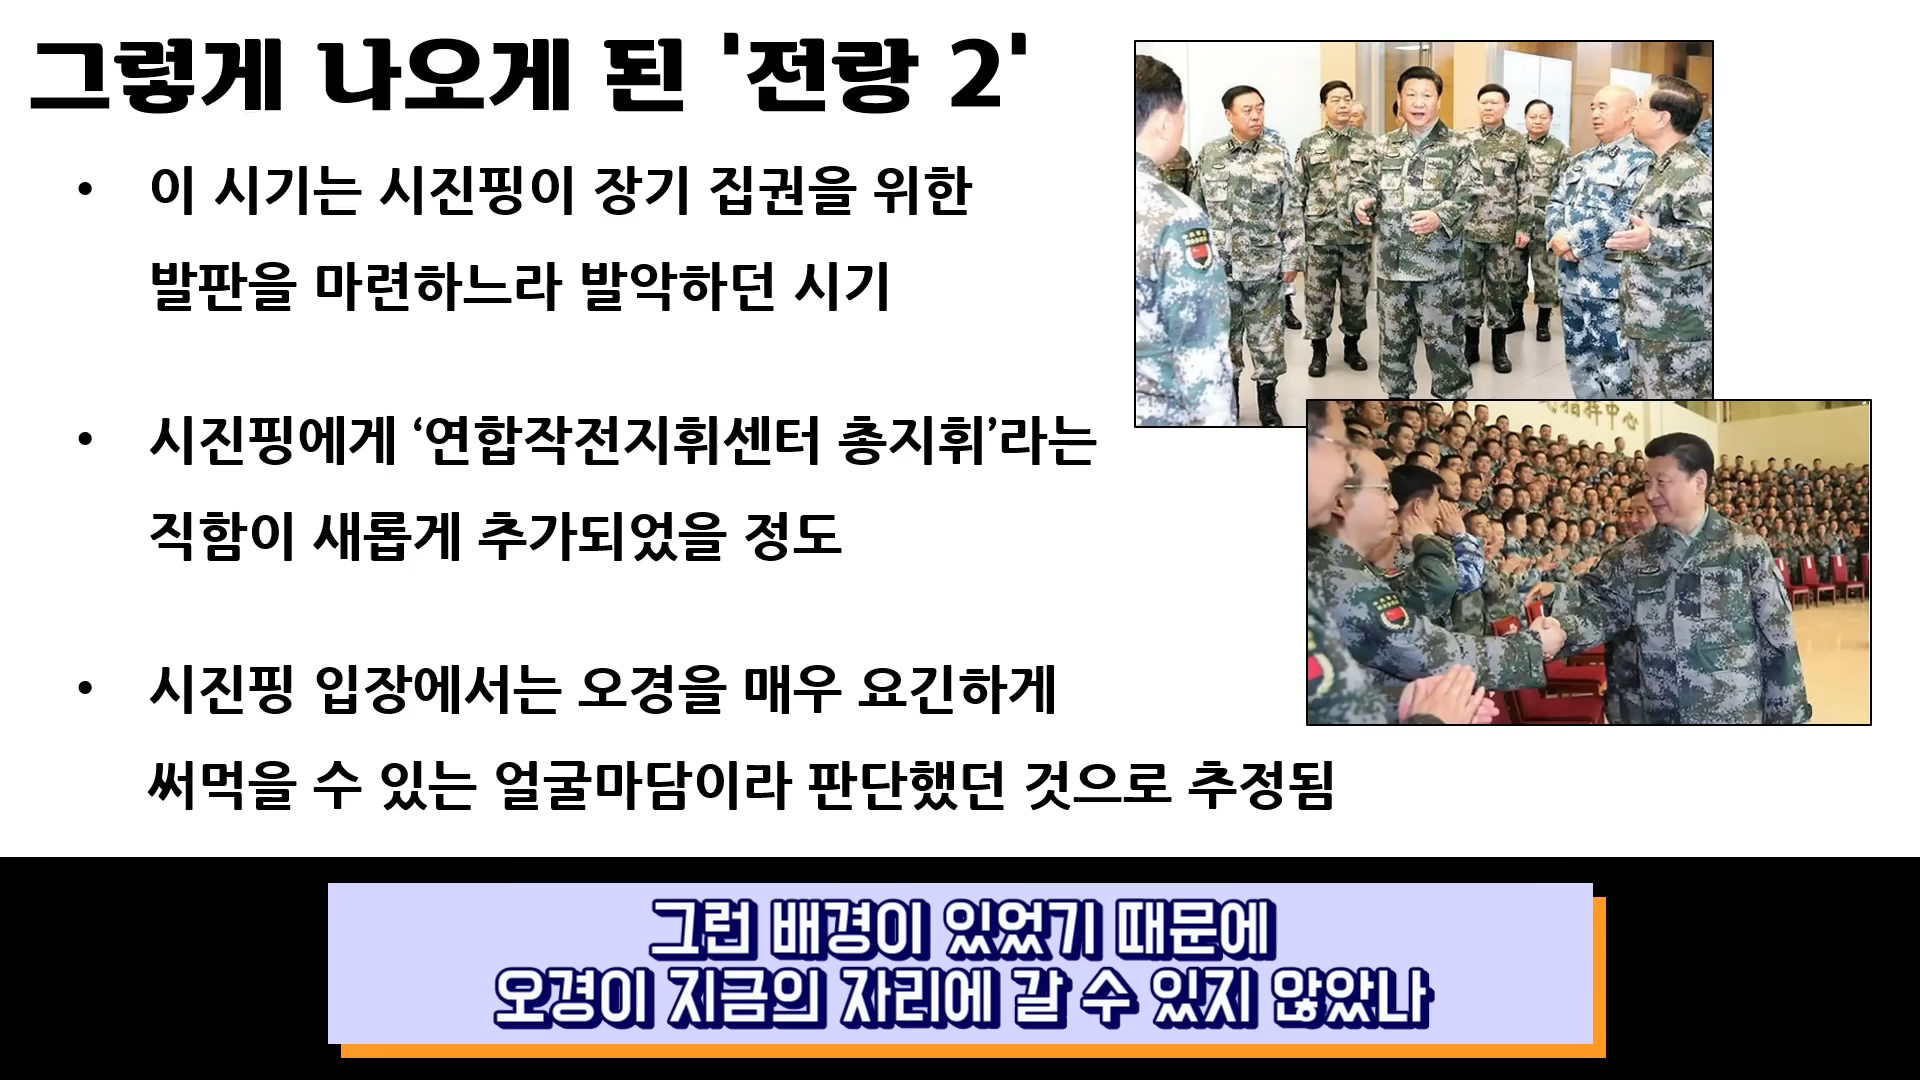 그렇게 나오게 된 '전랑 2'
• 이 시기는 시진핑이 장기 집권을 위한
발판을 마련하느라 발악하던 시기
• 시진핑에게 ‘연합작전지휘센터 총지휘’라는
직함이 새롭게 추가되었을 정도
• 시진핑 입장에서는 오경을 매우 요긴하게
써먹을 수 있는 얼굴마담이라 판단했던 것으로 추정됨
指挥中心
그런 배경이 있었기 때문에
오경이 지금의 자리에 갈 수 있지 않았나